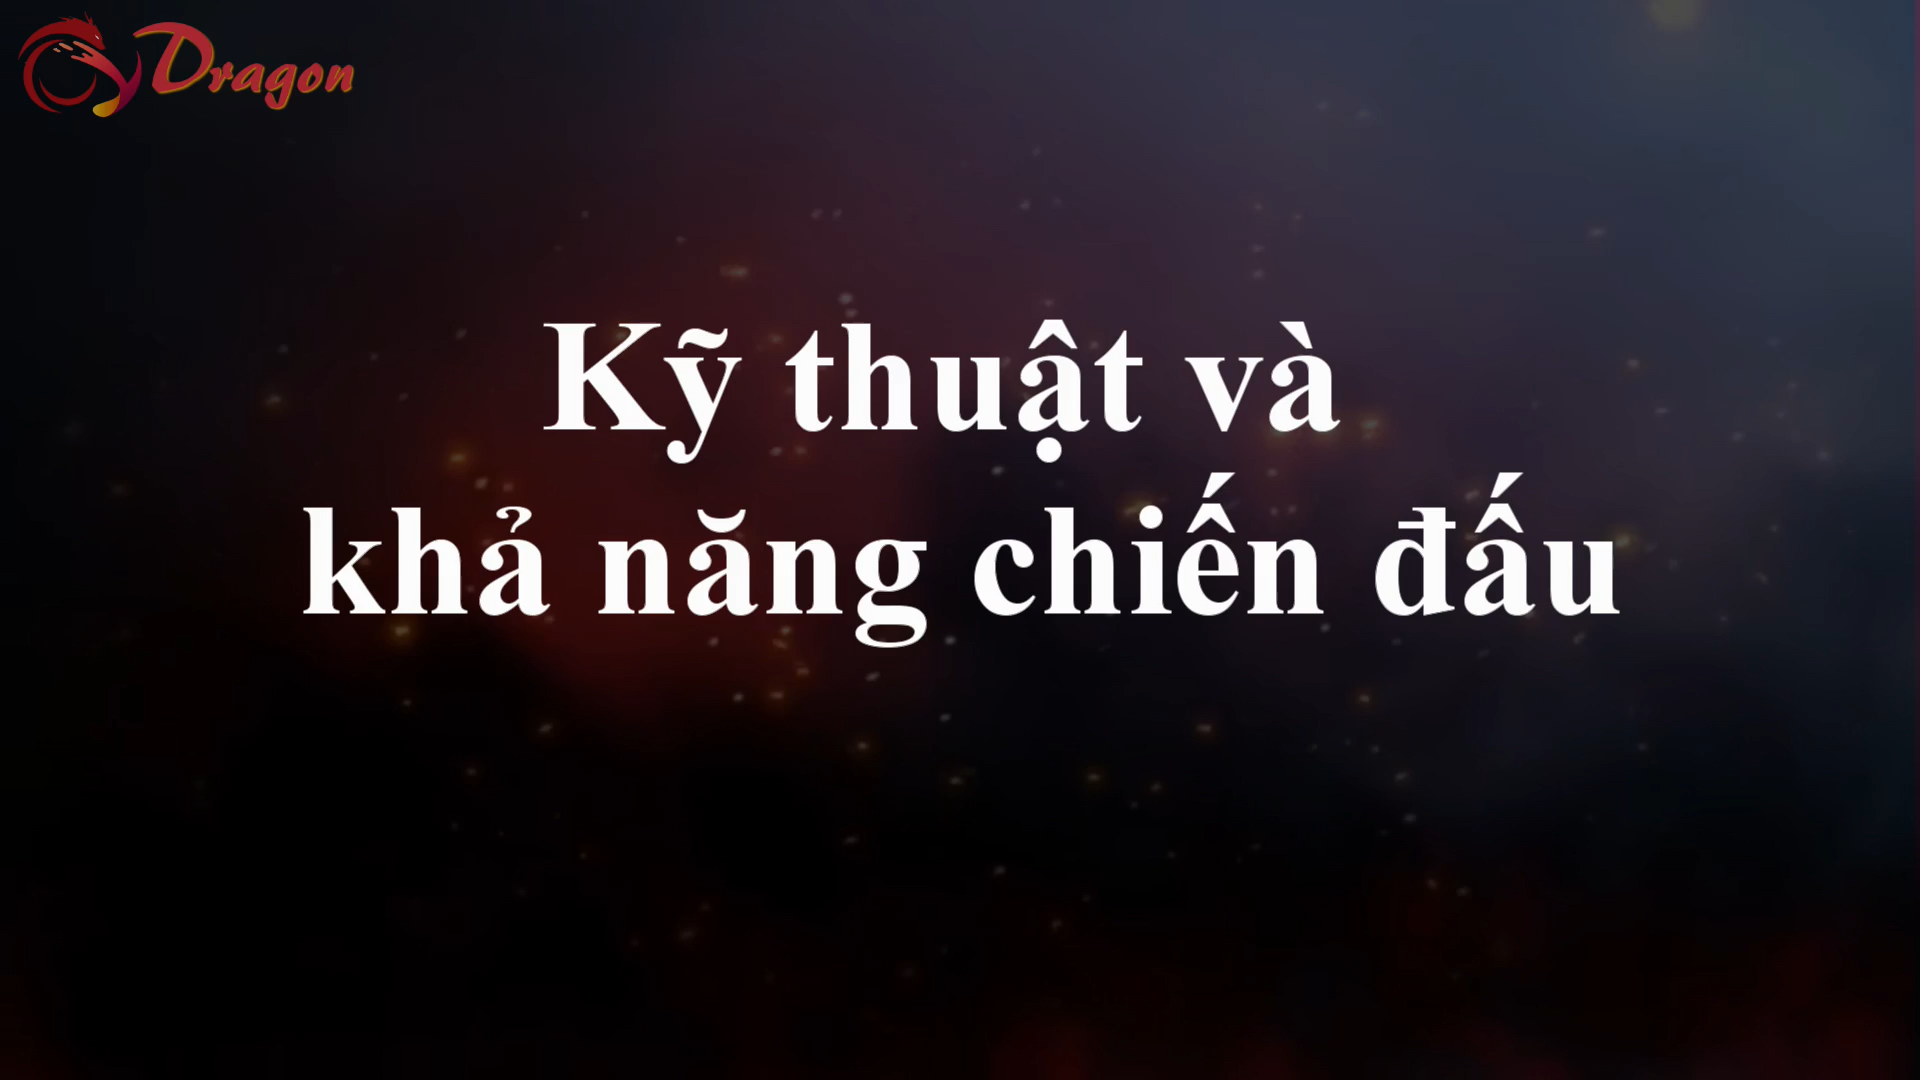 Dragon
Kỹ thuật và
khả năng chiến đấu